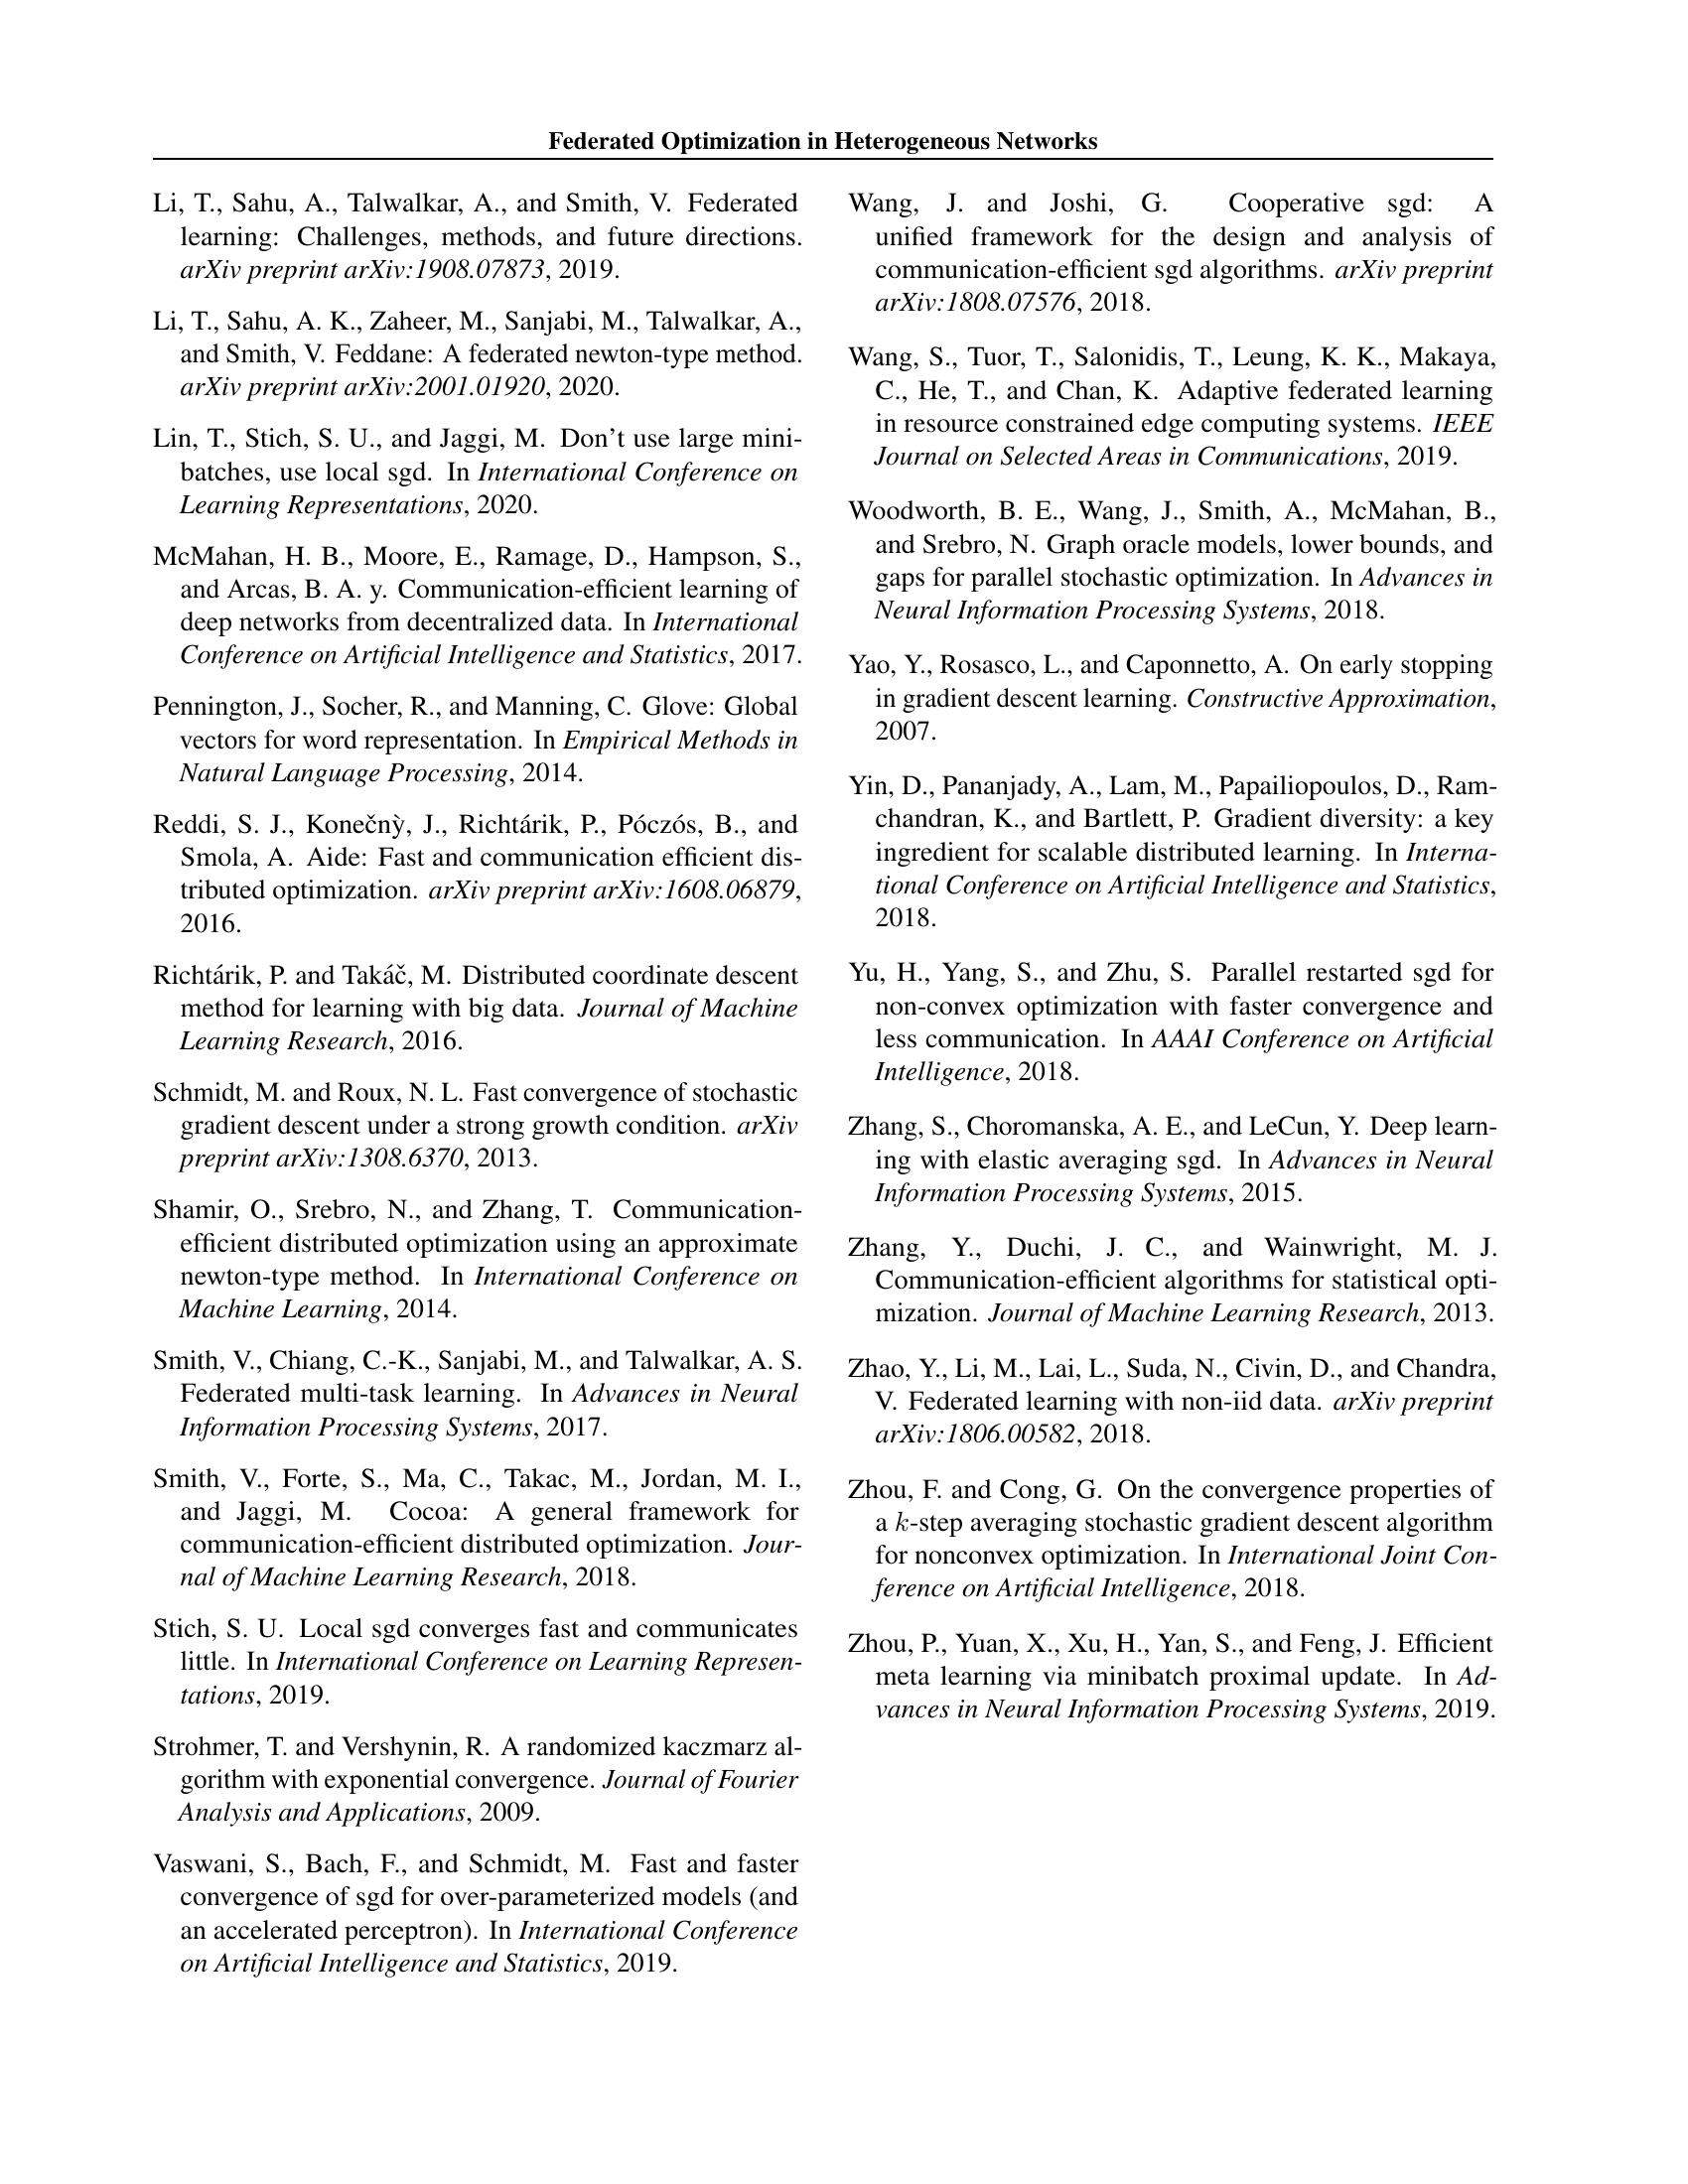 Federated Optimization in Heterogeneous Networks
Li, T., Sahu, A., Talwalkar, A., and Smith, V. Federated
learning: Challenges, methods, and future directions.
arXiv preprint arXiv:1908.07873, 2019.
Li, T., Sahu, A. K., Zaheer, M., Sanjabi, M., Talwalkar, A.,
and Smith, V. Feddane: A federated newton-type method.
arXiv preprint arXiv:2001.01920, 2020.
Lin, T., Stich, S. U., and Jaggi, M. Don't use large mini-
batches, use local sgd. In International Conference on
Learning Representations, 2020.
McMahan, H. B., Moore, E., Ramage, D., Hampson, S.,
and Arcas, B. A. y. Communication-efficient learning of
deep networks from decentralized data. In International
Conference on Artificial Intelligence and Statistics, 2017.
Pennington, J., Socher, R., and Manning, C. Glove: Global
vectors for word representation. In Empirical Methods in
Natural Language Processing, 2014.
Reddi, S. J., Konečnỳ, J., Richtárik, P., Póczós, B., and
Smola, A. Aide: Fast and communication efficient dis-
tributed optimization. arXiv preprint arXiv:1608.06879,
2016.
Richtárik, P. and Takáč, M. Distributed coordinate descent
method for learning with big data. Journal of Machine
Learning Research, 2016.
Schmidt, M. and Roux, N. L. Fast convergence of stochastic
gradient descent under a strong growth condition. arXiv
preprint arXiv:1308.6370, 2013.
Shamir, O., Srebro, N., and Zhang, T. Communication-
efficient distributed optimization using an approximate
newton-type method. In International Conference on
Machine Learning, 2014.
Smith, V., Chiang, C.-K., Sanjabi, M., and Talwalkar, A. S.
Federated multi-task learning. In Advances in Neural
Information Processing Systems, 2017.
Smith, V., Forte, S., Ma, C., Takac, M., Jordan, M. I.,
and Jaggi, M. Cocoa: A general framework for
communication-efficient distributed optimization. Jour-
nal of Machine Learning Research, 2018.
Stich, S. U. Local sgd converges fast and communicates
little. In International Conference on Learning Represen-
tations, 2019.
Strohmer, T. and Vershynin, R. A randomized kaczmarz al-
gorithm with exponential convergence. Journal of Fourier
Analysis and Applications, 2009.
Vaswani, S., Bach, F., and Schmidt, M. Fast and faster
convergence of sgd for over-parameterized models (and
an accelerated perceptron). In International Conference
on Artificial Intelligence and Statistics, 2019.
Wang, J. and Joshi, G. Cooperative sgd: A
unified framework for the design and analysis of
communication-efficient sgd algorithms. arXiv preprint
arXiv:1808.07576, 2018.
Wang, S., Tuor, T., Salonidis, T., Leung, K. K., Makaya,
C., He, T., and Chan, K. Adaptive federated learning
in resource constrained edge computing systems. IEEE
Journal on Selected Areas in Communications, 2019.
Woodworth, B. E., Wang, J., Smith, A., McMahan, B.,
and Srebro, N. Graph oracle models, lower bounds, and
gaps for parallel stochastic optimization. In Advances in
Neural Information Processing Systems, 2018.
Yao, Y., Rosasco, L., and Caponnetto, A. On early stopping
in gradient descent learning. Constructive Approximation,
2007.
Yin, D., Pananjady, A., Lam, M., Papailiopoulos, D., Ram-
chandran, K., and Bartlett, P. Gradient diversity: a key
ingredient for scalable distributed learning. In Interna-
tional Conference on Artificial Intelligence and Statistics,
2018.
Yu, H., Yang, S., and Zhu, S. Parallel restarted sgd for
non-convex optimization with faster convergence and
less communication. In AAAI Conference on Artificial
Intelligence, 2018.
Zhang, S., Choromanska, A. E., and LeCun, Y. Deep learn-
ing with elastic averaging sgd. In Advances in Neural
Information Processing Systems, 2015.
Zhang, Y., Duchi, J. C., and Wainwright, M. J.
Communication-efficient algorithms for statistical opti-
mization. Journal of Machine Learning Research, 2013.
Zhao, Y., Li, M., Lai, L., Suda, N., Civin, D., and Chandra,
V. Federated learning with non-iid data. arXiv preprint
arXiv:1806.00582, 2018.
Zhou, F. and Cong, G. On the convergence properties of
a k-step averaging stochastic gradient descent algorithm
for nonconvex optimization. In International Joint Con-
ference on Artificial Intelligence, 2018.
Zhou, P., Yuan, X., Xu, H., Yan, S., and Feng, J. Efficient
meta learning via minibatch proximal update. In Ad-
vances in Neural Information Processing Systems, 2019.